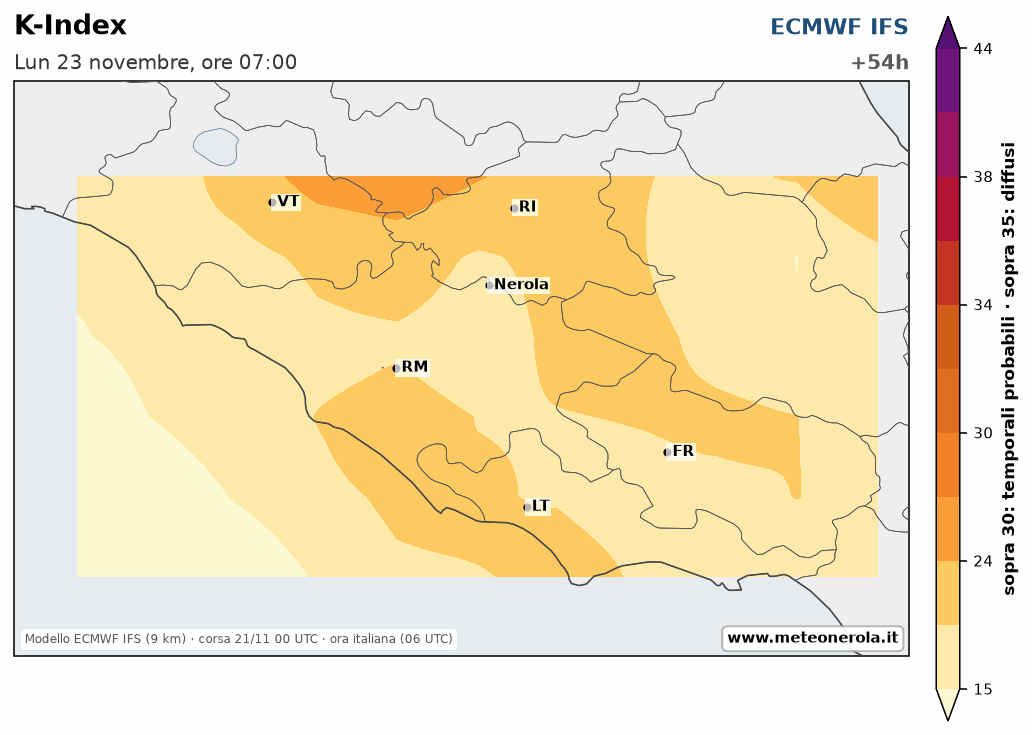 K-Index
ECMWF IFS
Lun 23 novembre, ore 07:00
+54h
44
38
34
30
24
15
sopra 30: temporali probabili · sopra 35: diffusi
VT
RI
Nerola
RM
FR
LT
Modello ECMWF IFS (9 km) · corsa 21/11 00 UTC · ora italiana (06 UTC)
www.meteonerola.it